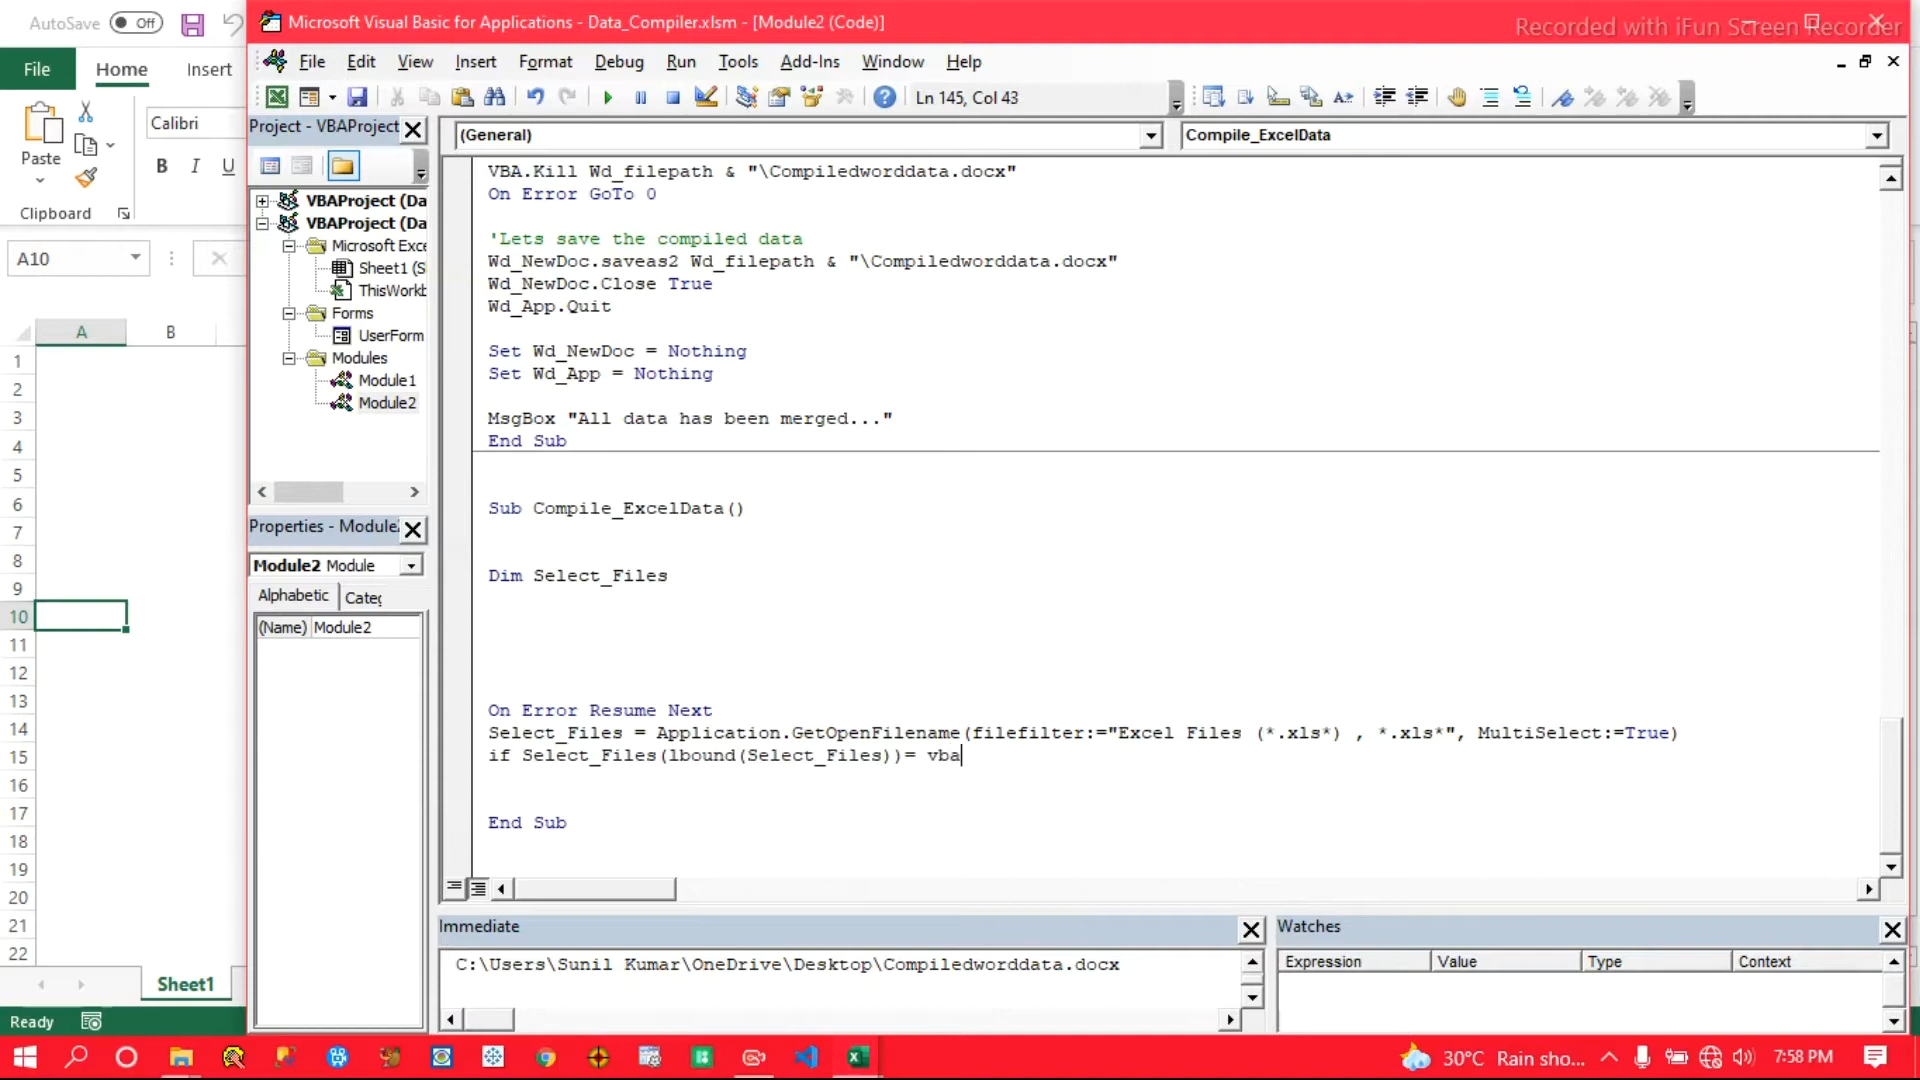 AutoSave Off
Microsoft Visual Basic for Applications - Data_Compiler.xlsm - [Module2 (Code)]
Recorded with iFun Screen Recorder
File Home Insert
File Edit View Insert Format Debug Run Tools Add-Ins Window Help
Ln 145, Col 43
Paste
Calibri
B I U
Clipboard
A10
A B
1
2
3
4
5
6
7
8
9
10
11
12
13
14
15
16
17
18
19
20
21
22
Sheet1
Ready
Project - VBAProject
VBAProject (Da
VBAProject (Da
Microsoft Exce
Sheet1 (S
ThisWorkb
Forms
UserForm
Modules
Module1
Module2
Properties - Module
Module2 Module
Alphabetic Categ
(Name) Module2
(General) Compile_ExcelData
VBA.Kill Wd_filepath & "\Compiledworddata.docx"
On Error GoTo 0
'Lets save the compiled data
Wd_NewDoc.saveas2 Wd_filepath & "\Compiledworddata.docx"
Wd_NewDoc.Close True
Wd_App.Quit
Set Wd_NewDoc = Nothing
Set Wd_App = Nothing
MsgBox "All data has been merged..."
End Sub
Sub Compile_ExcelData()
Dim Select_Files
On Error Resume Next
Select_Files = Application.GetOpenFilename(filefilter:="Excel Files (*.xls*) , *.xls*", MultiSelect:=True)
if Select_Files(lbound(Select_Files))= vba
End Sub
Immediate
C:\Users\Sunil Kumar\OneDrive\Desktop\Compiledworddata.docx
Watches
Expression Value Type Context
30°C Rain sho... 7:58 PM